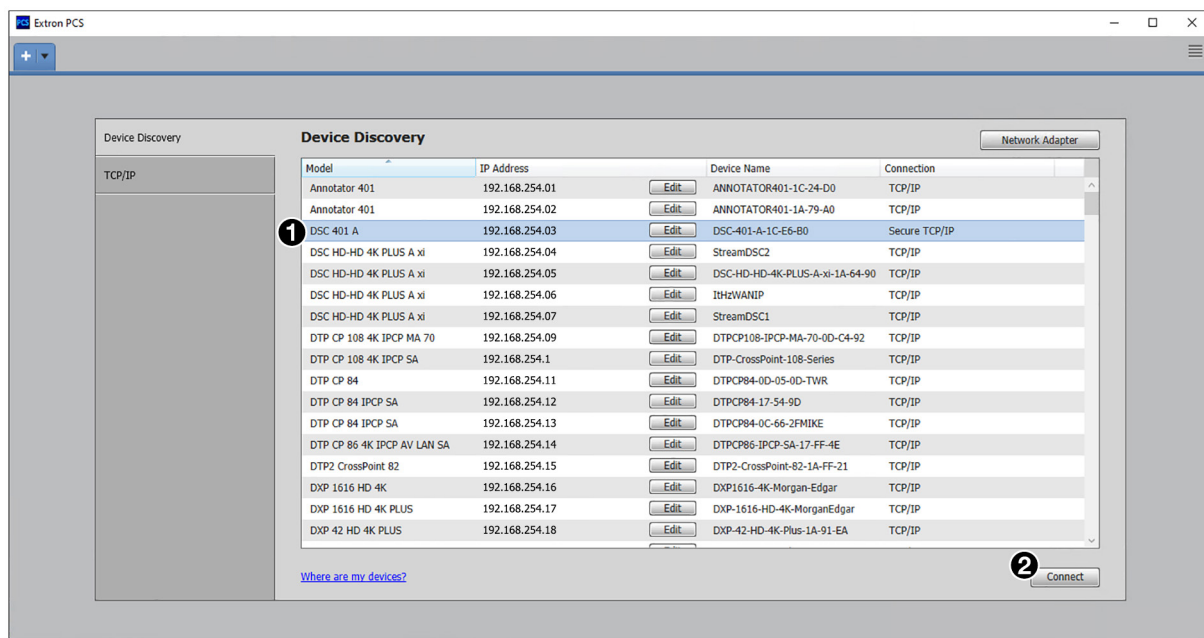 PCS Extron PCS
Device Discovery
TCP/IP
Device Discovery
Network Adapter
Model IP Address Device Name Connection
Annotator 401 192.168.254.01 Edit ANNOTATOR401-1C-24-D0 TCP/IP
Annotator 401 192.168.254.02 Edit ANNOTATOR401-1A-79-A0 TCP/IP
1 DSC 401 A 192.168.254.03 Edit DSC-401-A-1C-E6-B0 Secure TCP/IP
DSC HD-HD 4K PLUS A xi 192.168.254.04 Edit StreamDSC2 TCP/IP
DSC HD-HD 4K PLUS A xi 192.168.254.05 Edit DSC-HD-HD-4K-PLUS-A-xi-1A-64-90 TCP/IP
DSC HD-HD 4K PLUS A xi 192.168.254.06 Edit ItHzWANIP TCP/IP
DSC HD-HD 4K PLUS A xi 192.168.254.07 Edit StreamDSC1 TCP/IP
DTP CP 108 4K IPCP MA 70 192.168.254.09 Edit DTPCP108-IPCP-MA-70-0D-C4-92 TCP/IP
DTP CP 108 4K IPCP SA 192.168.254.1 Edit DTP-CrossPoint-108-Series TCP/IP
DTP CP 84 192.168.254.11 Edit DTPCP84-0D-05-0D-TWR TCP/IP
DTP CP 84 IPCP SA 192.168.254.12 Edit DTPCP84-17-54-9D TCP/IP
DTP CP 84 IPCP SA 192.168.254.13 Edit DTPCP84-0C-66-2FMIKE TCP/IP
DTP CP 86 4K IPCP AV LAN SA 192.168.254.14 Edit DTPCP86-IPCP-SA-17-FF-4E TCP/IP
DTP2 CrossPoint 82 192.168.254.15 Edit DTP2-CrossPoint-82-1A-FF-21 TCP/IP
DXP 1616 HD 4K 192.168.254.16 Edit DXP1616-4K-Morgan-Edgar TCP/IP
DXP 1616 HD 4K PLUS 192.168.254.17 Edit DXP-1616-HD-4K-MorganEdgar TCP/IP
DXP 42 HD 4K PLUS 192.168.254.18 Edit DXP-42-HD-4K-Plus-1A-91-EA TCP/IP
Where are my devices?
2 Connect